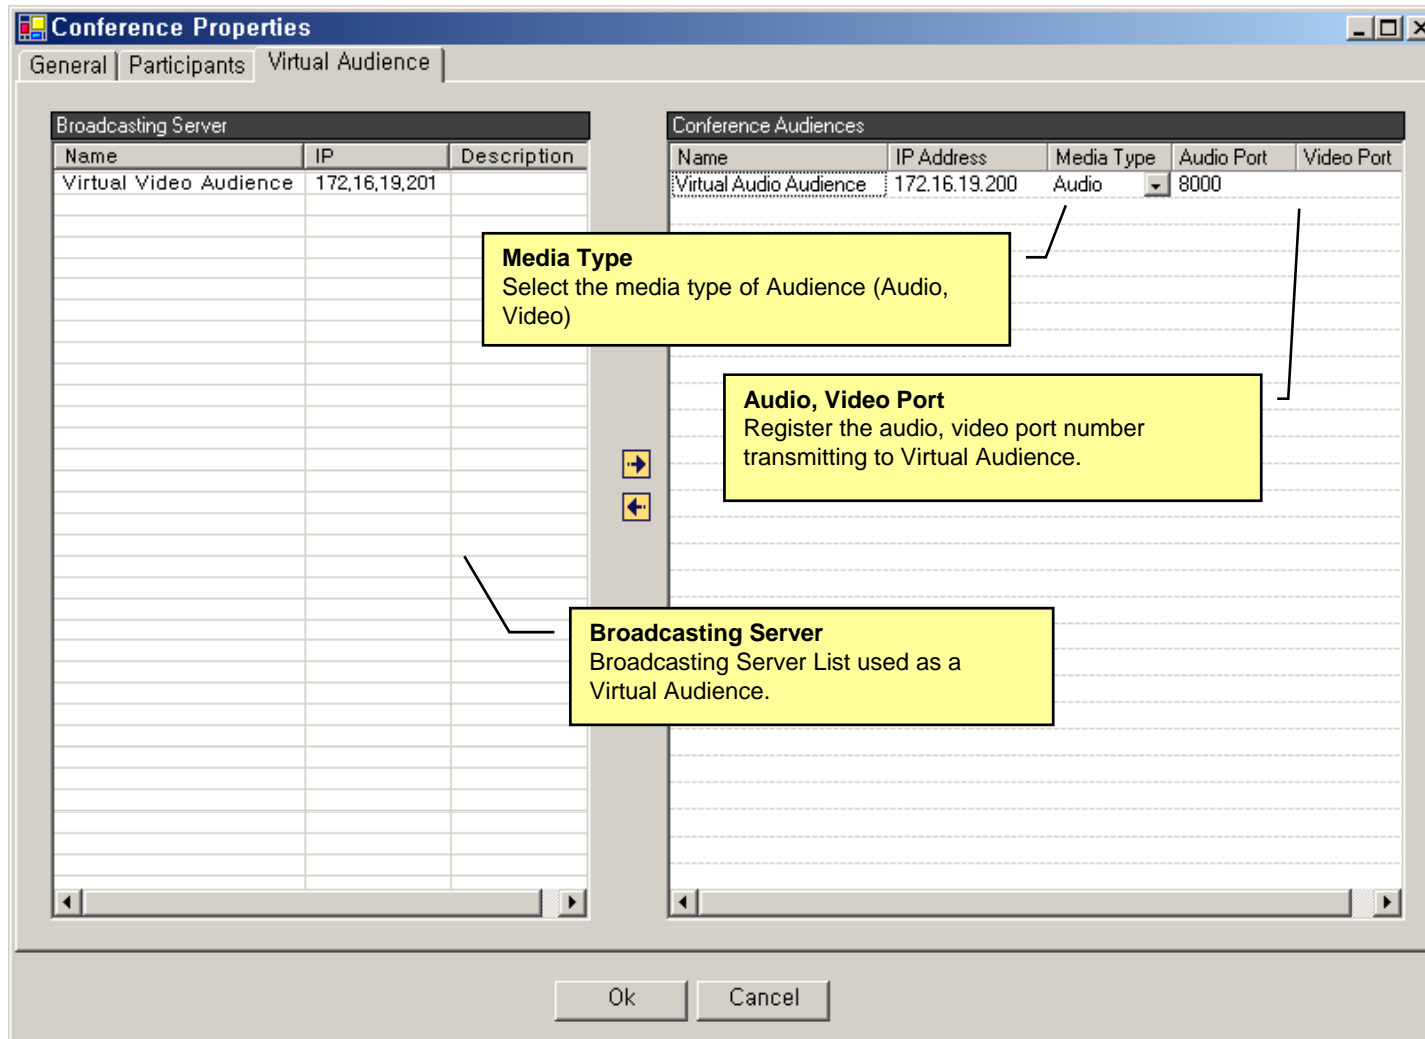 Conference Properties
General Participants Virtual Audience
Broadcasting Server
Name IP Description
Virtual Video Audience 172,16,19,201
Conference Audiences
Name IP Address Media Type Audio Port Video Port
Virtual Audio Audience 172.16.19.200 Audio 8000
Media Type
Select the media type of Audience (Audio,
Video)
Audio, Video Port
Register the audio, video port number
transmitting to Virtual Audience.
Broadcasting Server
Broadcasting Server List used as a
Virtual Audience.
Ok Cancel